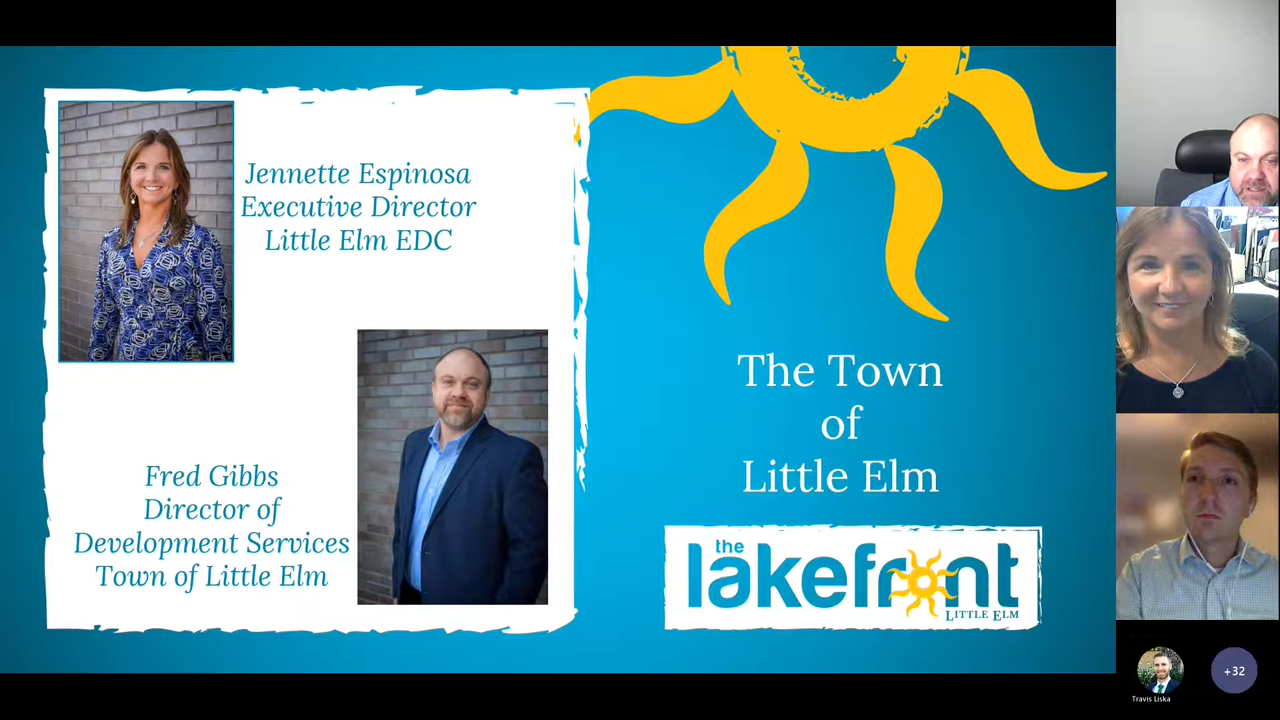 Jennette Espinosa
Executive Director
Little Elm EDC
Fred Gibbs
Director of
Development Services
Town of Little Elm
The Town
of
Little Elm
the
lakefront
LITTLE ELM
Travis Liska
+32